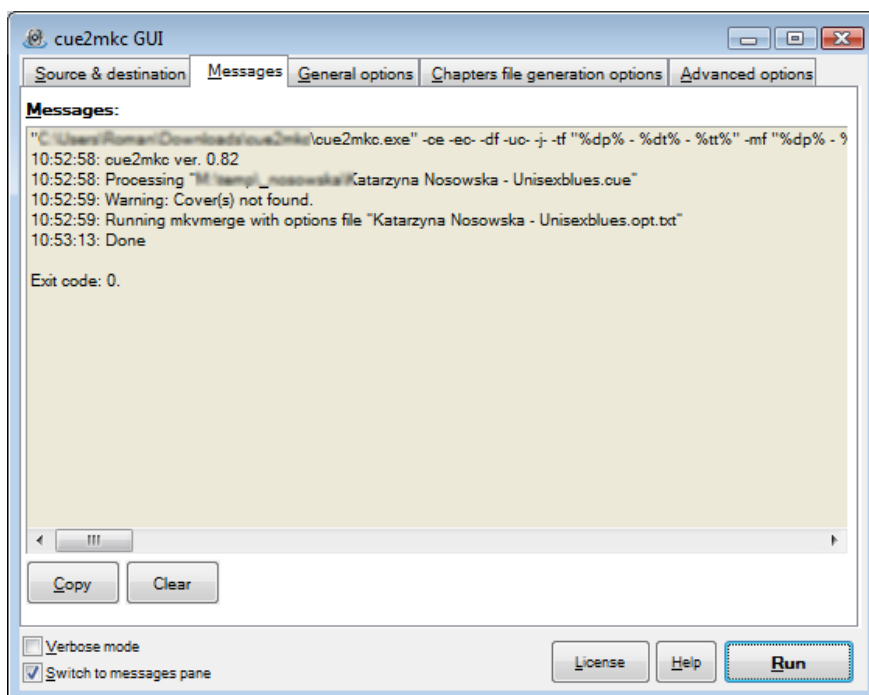 cue2mkc GUI
Source & destination
Messages
General options
Chapters file generation options
Advanced options
Messages:
" \cue2mkc.exe" -ce -ec- -df -uc- -j- -tf "%dp% - %dt% - %tt%" -mf "%dp% - %
10:52:58: cue2mkc ver. 0.82
10:52:58: Processing " Katarzyna Nosowska - Unisexblues.cue"
10:52:59: Warning: Cover(s) not found.
10:52:59: Running mkvmerge with options file "Katarzyna Nosowska - Unisexblues.opt.txt"
10:53:13: Done
Exit code: 0.
Copy
Clear
Verbose mode
Switch to messages pane
License
Help
Run